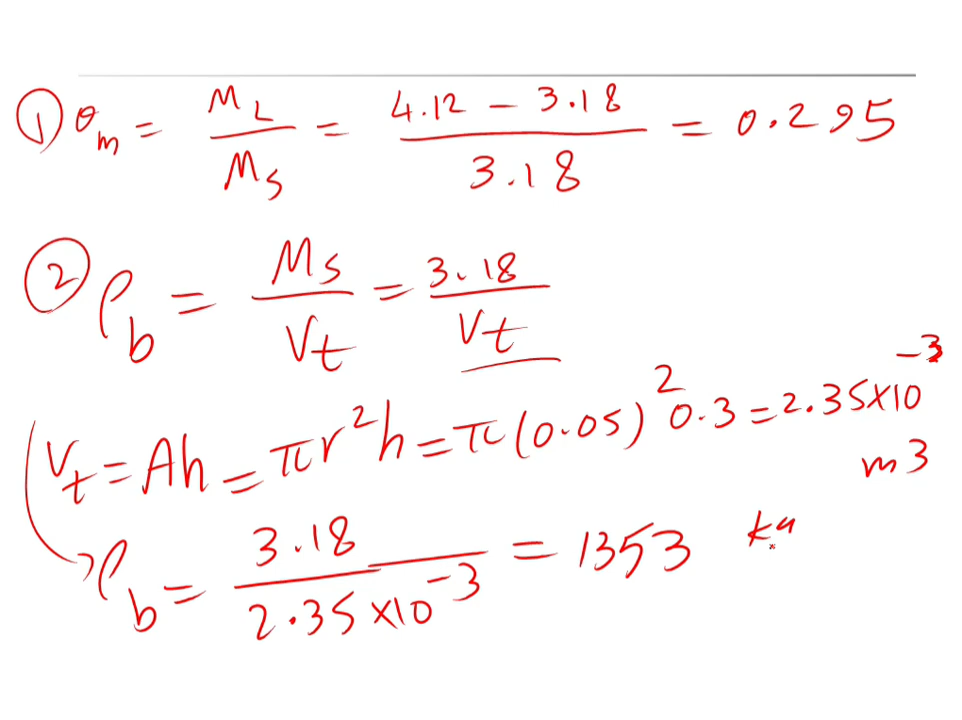 ① θm = ML/MS = (4.12 − 3.18)/3.18 = 0.295
② ρb = MS/Vt = 3.18/Vt
Vt = Ah = πr²h = π(0.05)² 0.3 = 2.35×10⁻³
m3
ρb = 3.18/(2.35×10⁻³) = 1353